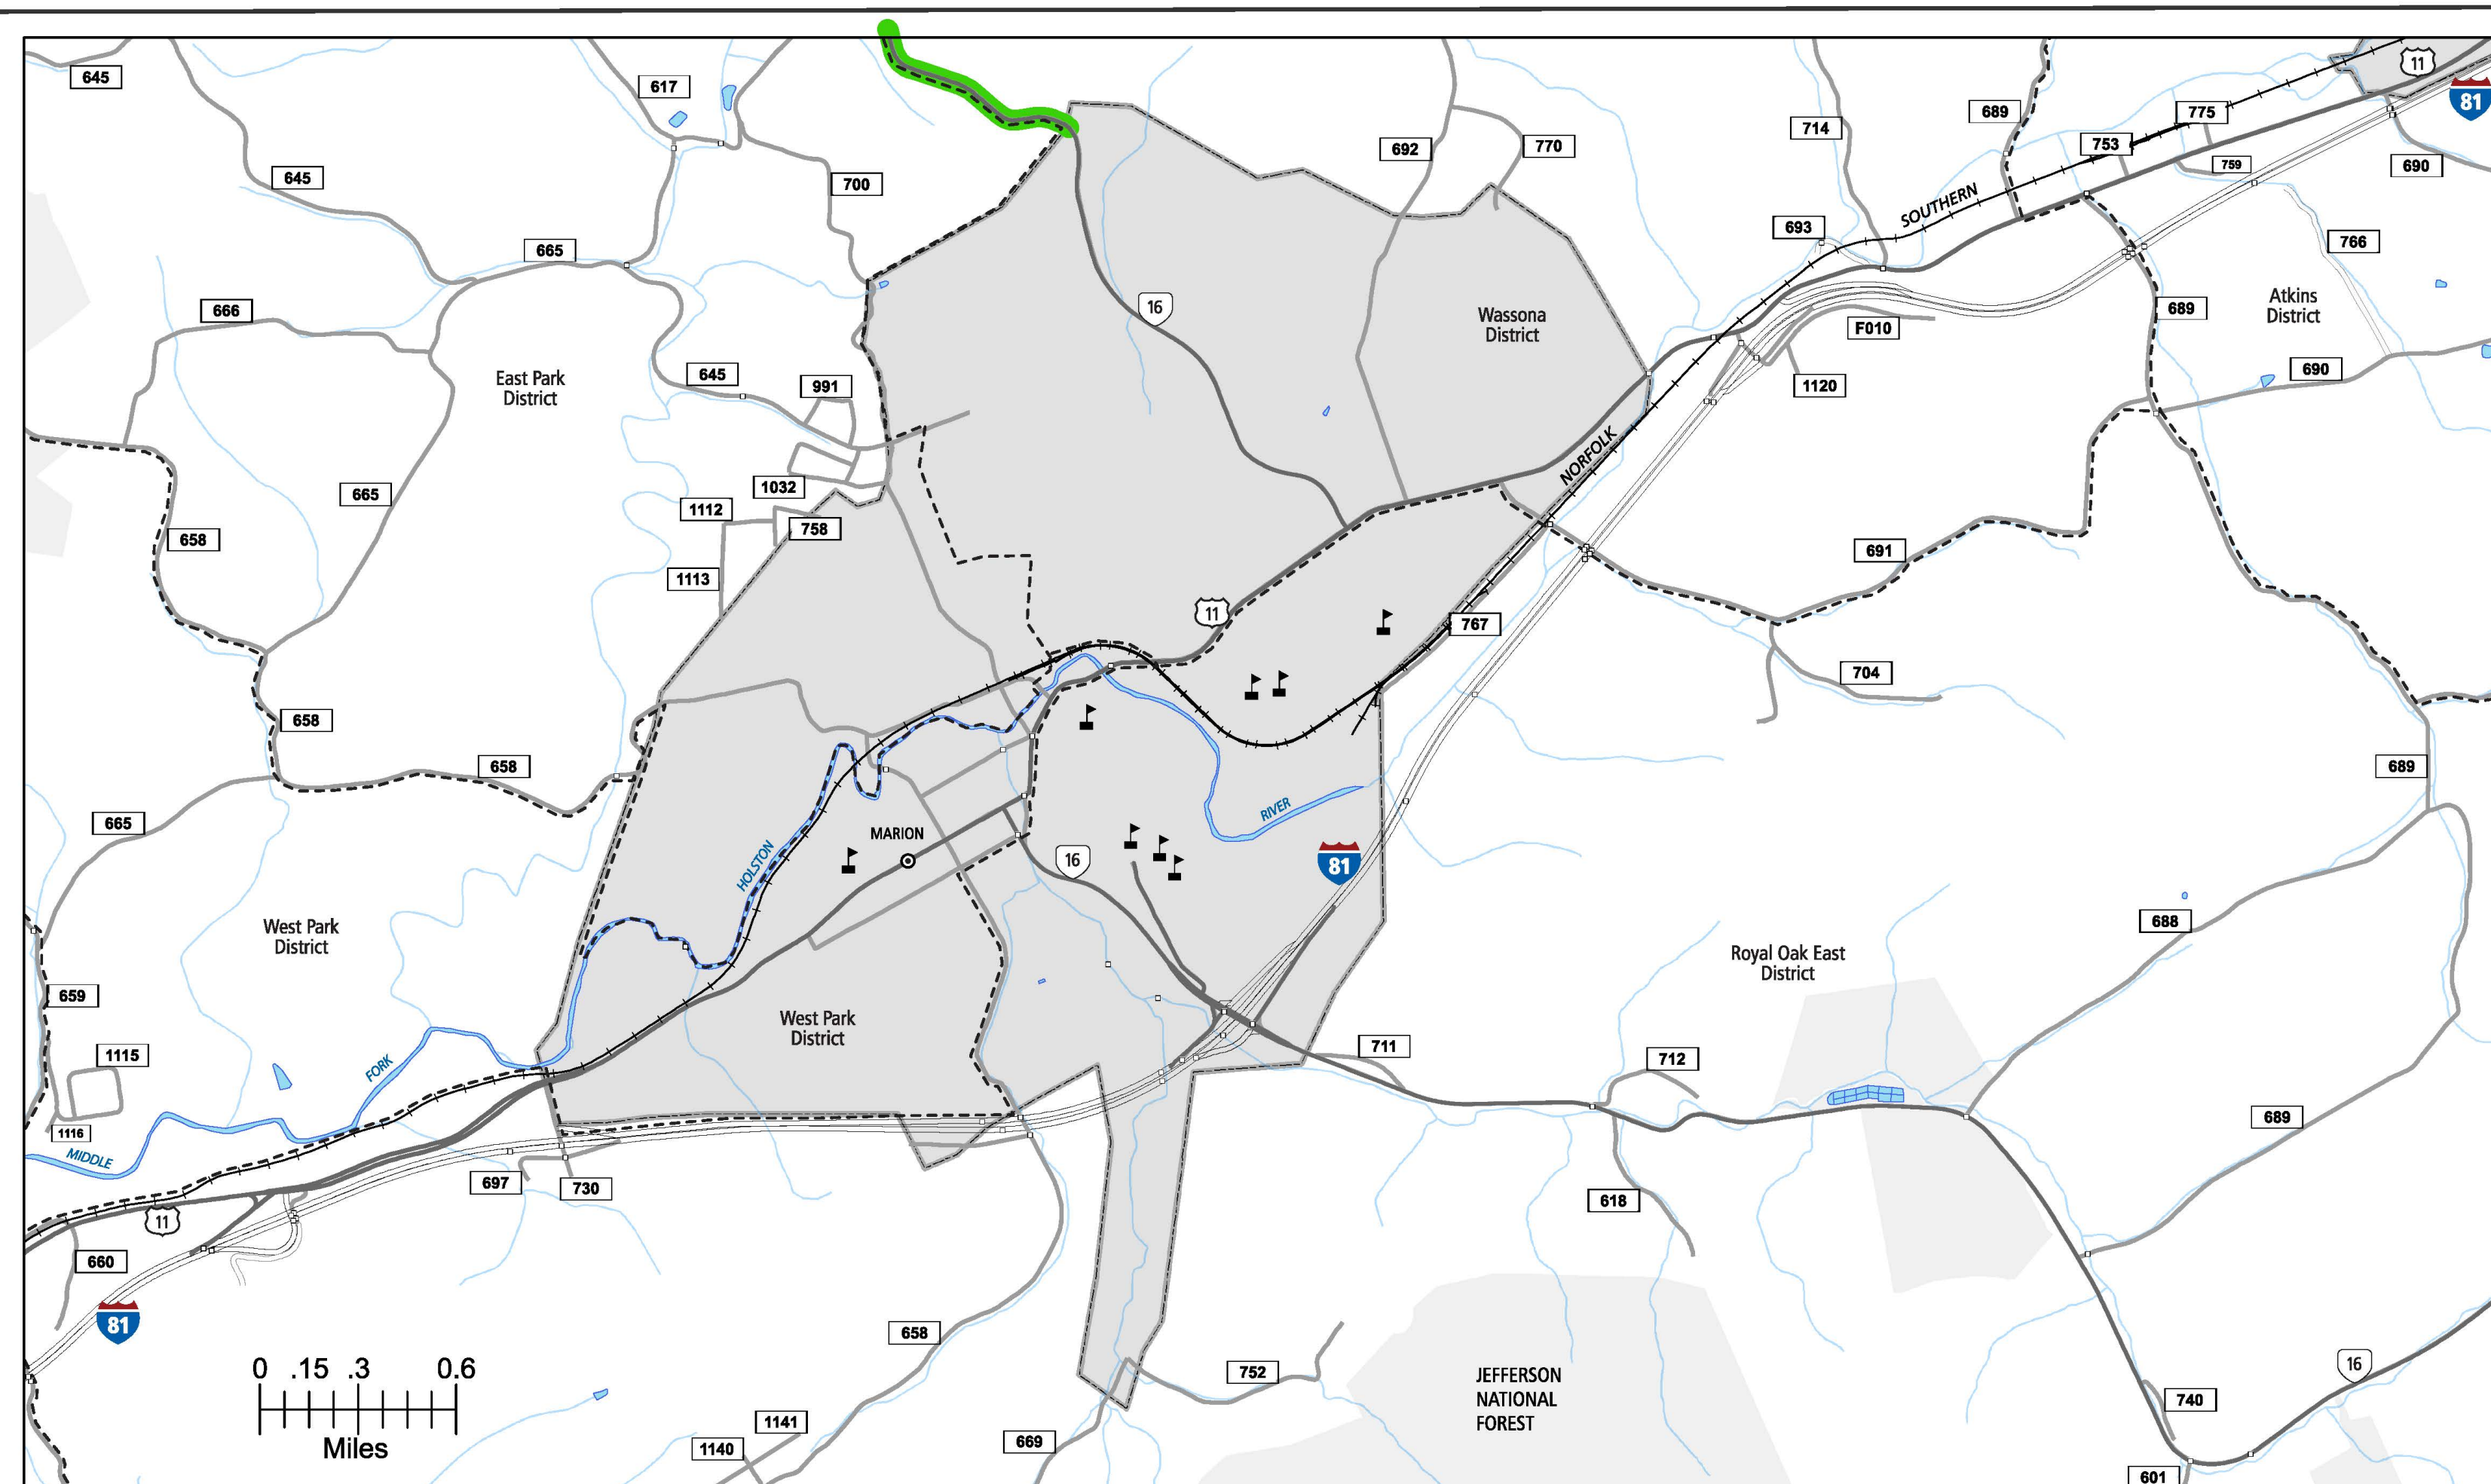 11
645
617
81
775
689
714
753
692
770
759
690
645
700
SOUTHERN
693
766
665
Atkins
District
16
666
689
Wassona
District
F010
690
East Park
District
645
991
1120
NORFOLK
1032
665
1112
758
658
691
1113
11
767
704
658
658
689
RIVER
665
MARION
HOLSTON
16
81
688
West Park
District
Royal Oak East
District
659
West Park
District
711
1115
712
FORK
689
1116
MIDDLE
697
730
618
11
660
81
658
16
0 .15 .3 0.6
752
JEFFERSON
NATIONAL
FOREST
740
1141
669
1140
Miles
601